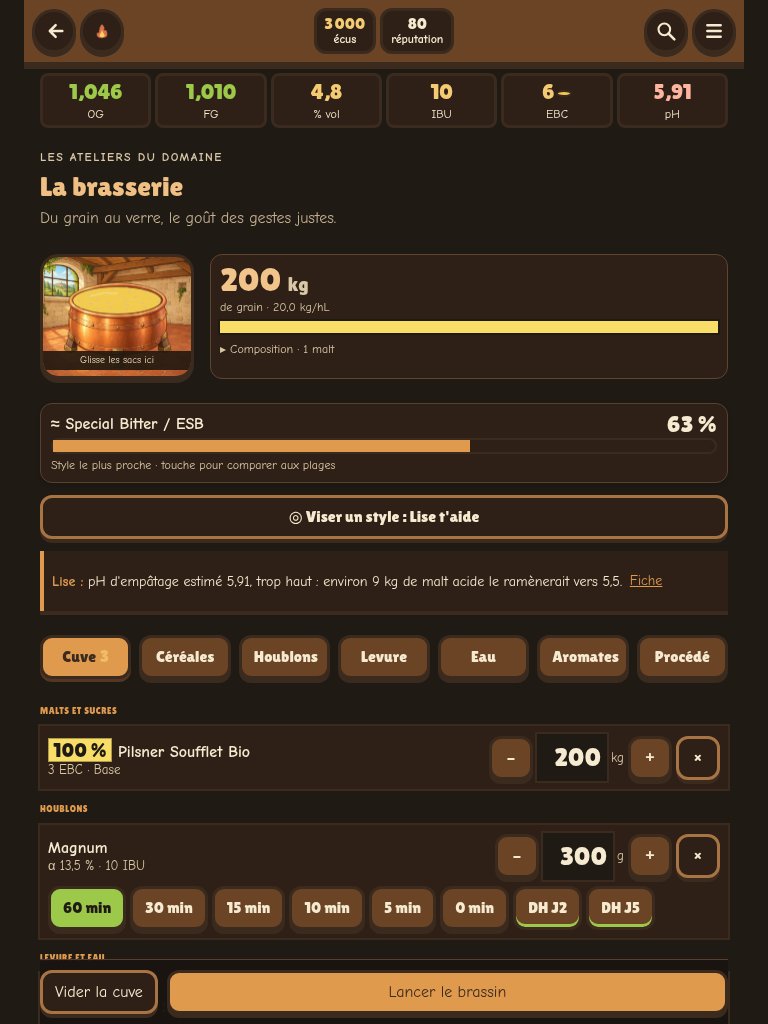 3 000
écus
80
réputation
1,046
OG
1,010
FG
4,8
% vol
10
IBU
6
EBC
5,91
pH
LES ATELIERS DU DOMAINE
La brasserie
Du grain au verre, le goût des gestes justes.
Glisse les sacs ici
200 kg
de grain · 20,0 kg/hL
▸ Composition · 1 malt
≈ Special Bitter / ESB
63 %
Style le plus proche · touche pour comparer aux plages
◎ Viser un style : Lise t'aide
Lise : pH d'empâtage estimé 5,91, trop haut : environ 9 kg de malt acide le ramènerait vers 5,5. Fiche
Cuve 3
Céréales
Houblons
Levure
Eau
Aromates
Procédé
MALTS ET SUCRES
100 % Pilsner Soufflet Bio
3 EBC · Base
− 200 kg + ×
HOUBLONS
Magnum
α 13,5 % · 10 IBU
− 300 g + ×
60 min
30 min
15 min
10 min
5 min
0 min
DH J2
DH J5
LEVURE ET EAU
Vider la cuve
Lancer le brassin